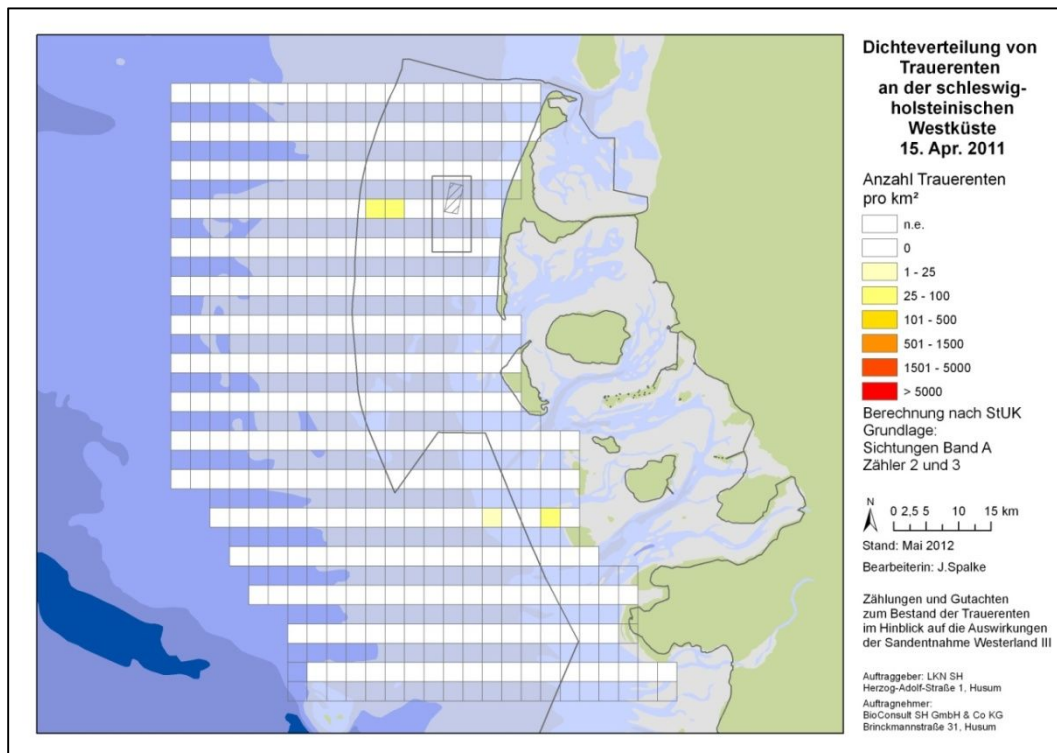 Dichteverteilung von
Trauerenten
an der schleswig-
holsteinischen
Westküste
15. Apr. 2011
Anzahl Trauerenten
pro km²
n.e.
0
1 - 25
25 - 100
101 - 500
501 - 1500
1501 - 5000
> 5000
Berechnung nach StUK
Grundlage:
Sichtungen Band A
Zähler 2 und 3
N
0 2,5 5 10 15 km
Stand: Mai 2012
Bearbeiterin: J.Spalke
Zählungen und Gutachten
zum Bestand der Trauerenten
im Hinblick auf die Auswirkungen
der Sandentnahme Westerland III
Auftraggeber: LKN SH
Herzog-Adolf-Straße 1, Husum
Auftragnehmer:
BioConsult SH GmbH & Co KG
Brinckmannstraße 31, Husum